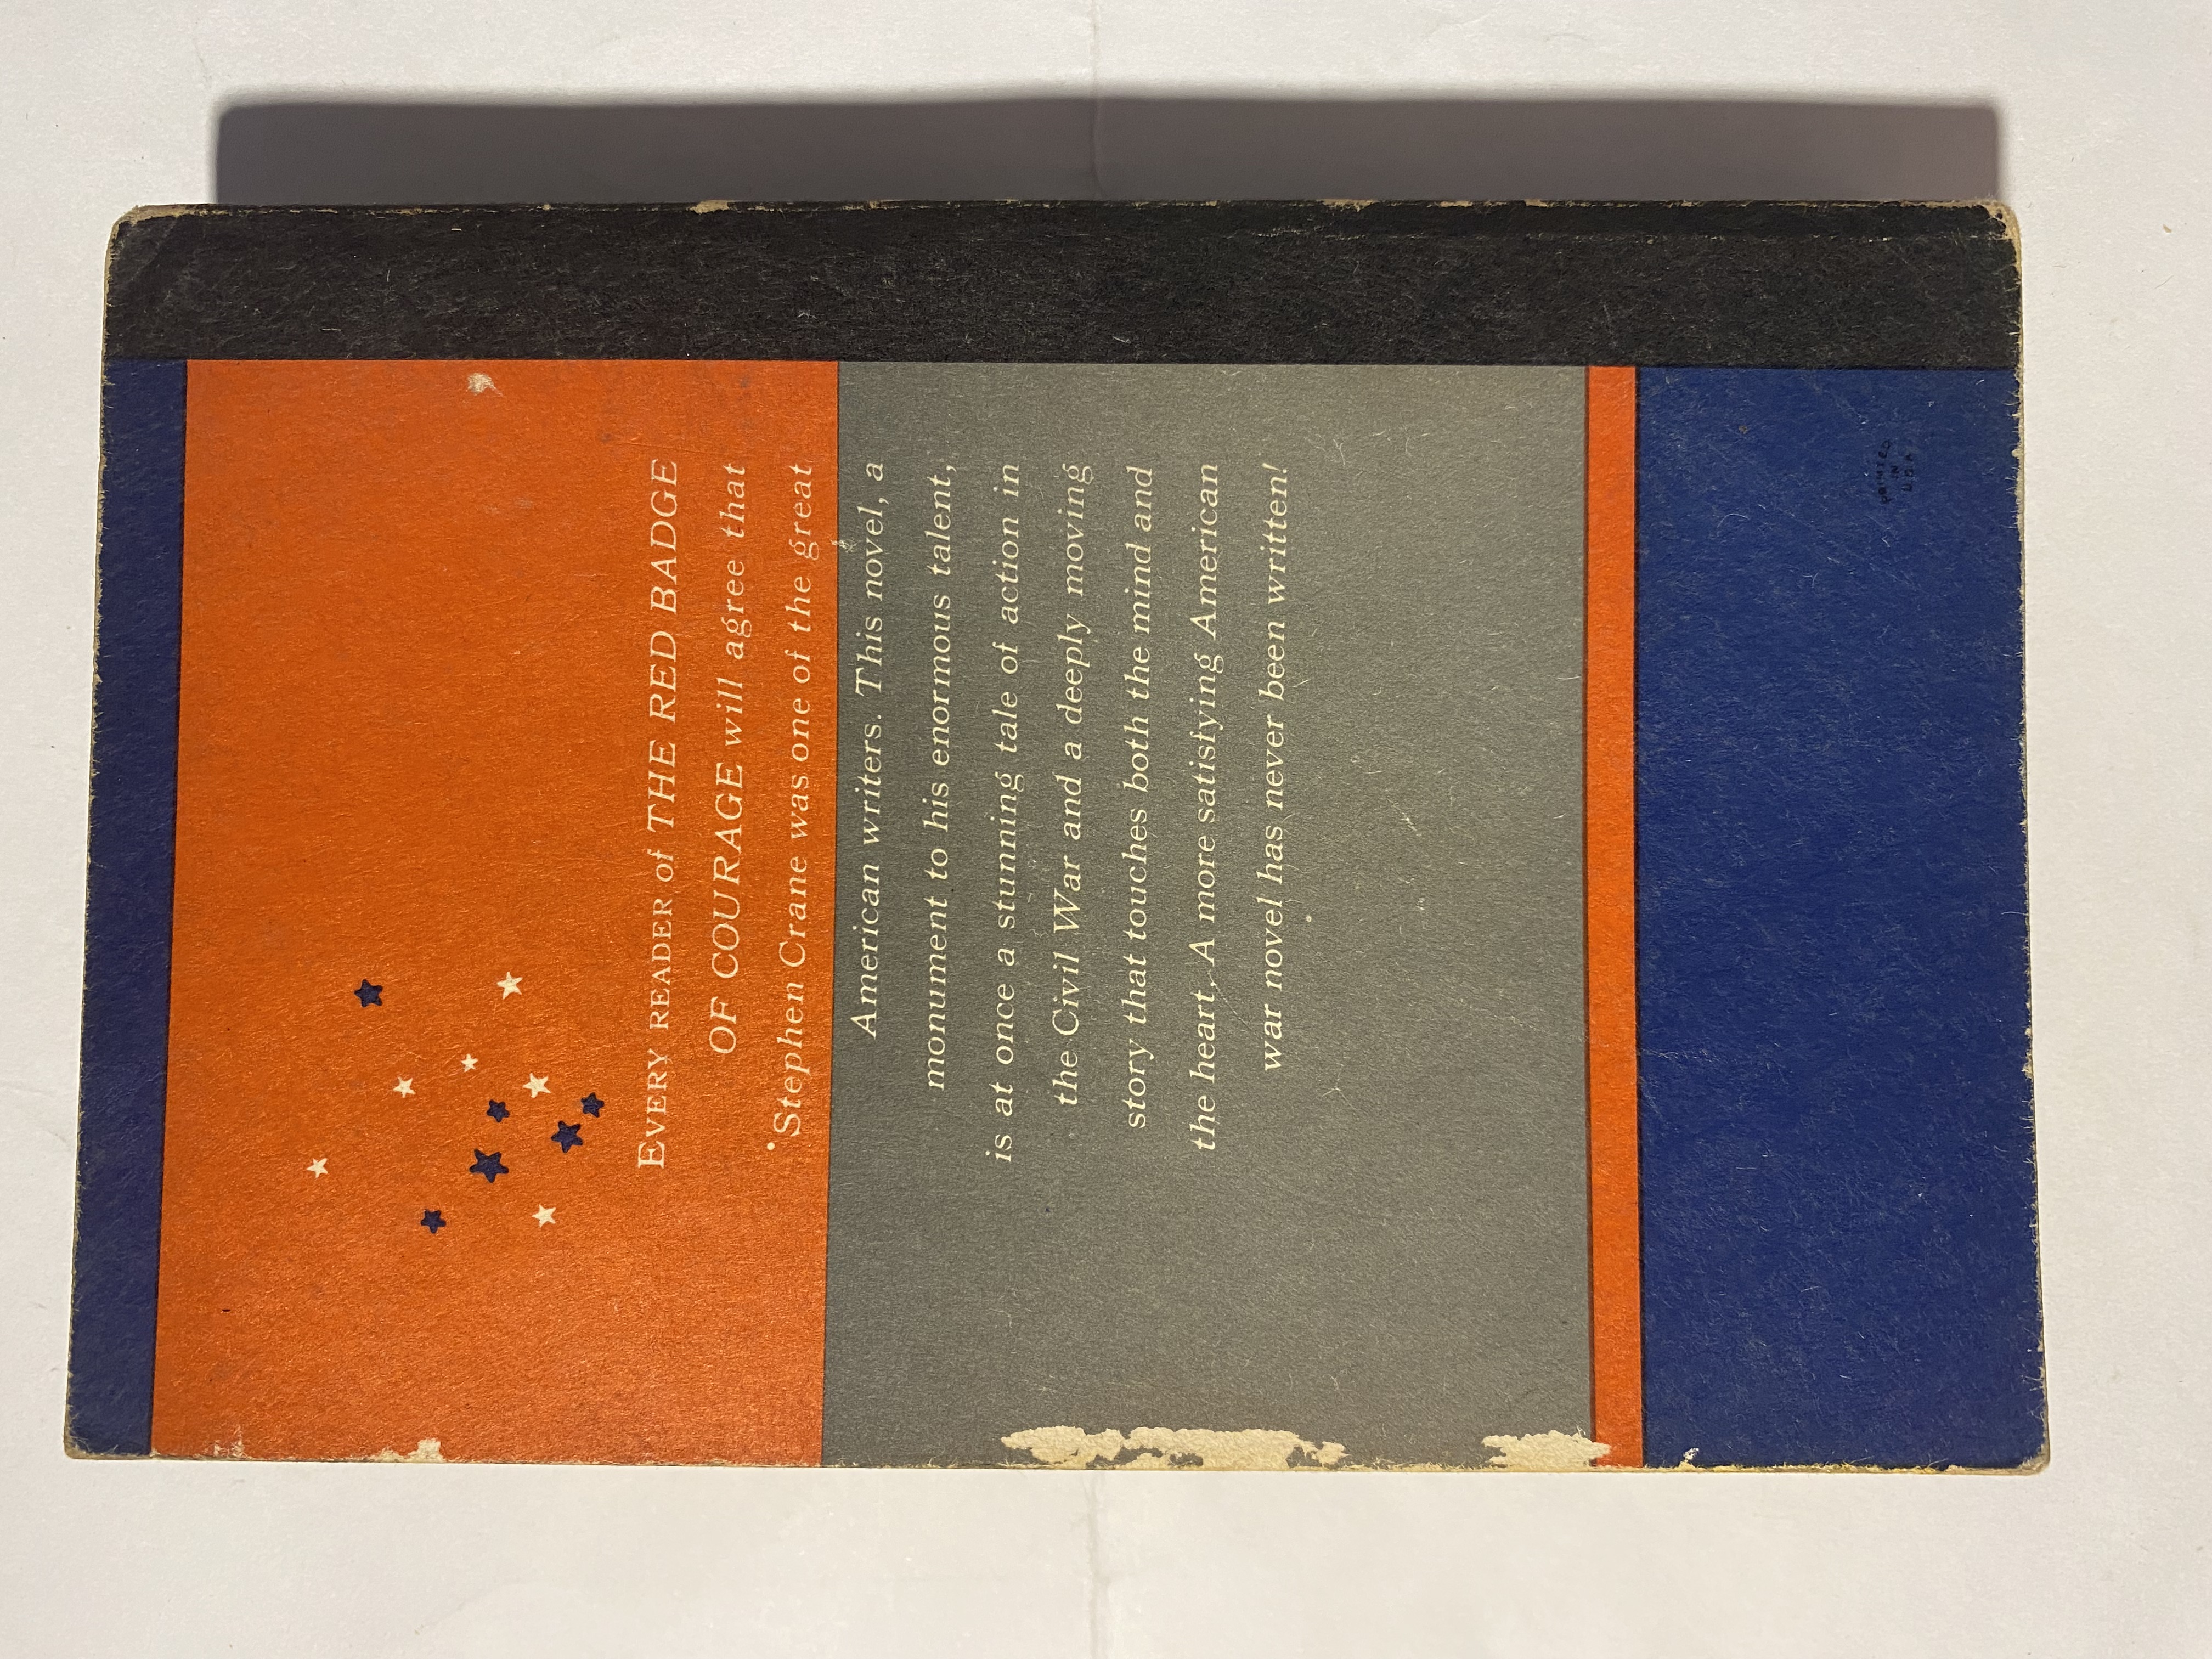 EVERY READER of THE RED BADGE
OF COURAGE will agree that
Stephen Crane was one of the great
American writers. This novel, a
monument to his enormous talent,
is at once a stunning tale of action in
the Civil War and a deeply moving
story that touches both the mind and
the heart. A more satisfying American
war novel has never been written!
PRINTED
IN
U.S.A.